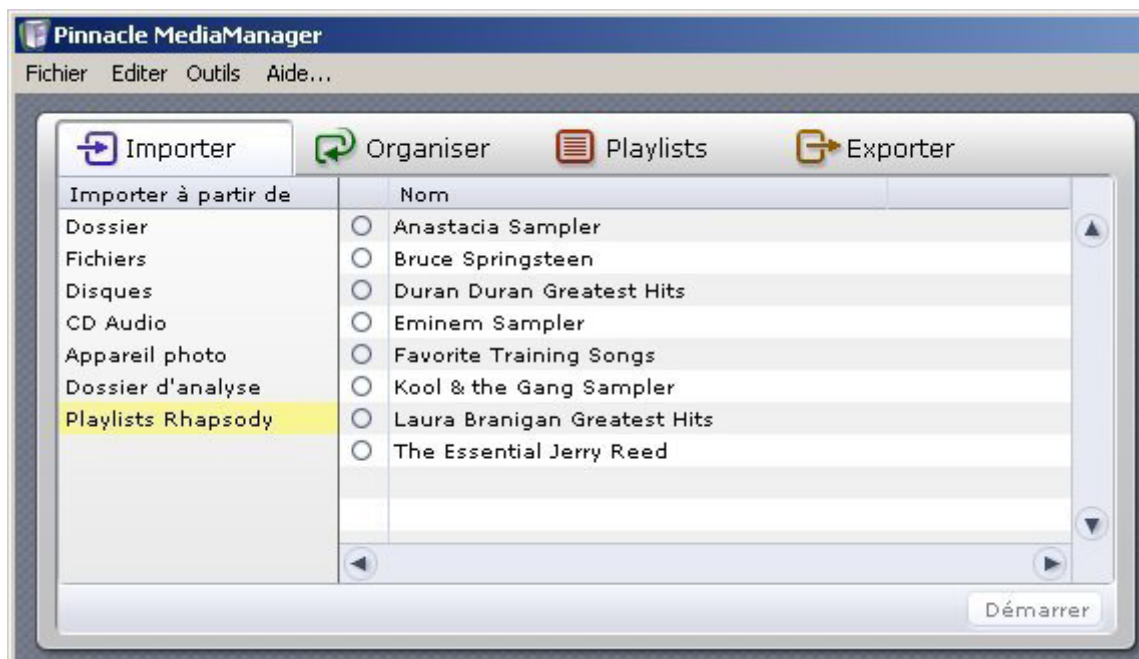 Pinnacle MediaManager
Fichier Editer Outils Aide...
Importer Organiser Playlists Exporter
Importer à partir de Nom
Dossier Anastacia Sampler
Fichiers Bruce Springsteen
Disques Duran Duran Greatest Hits
CD Audio Eminem Sampler
Appareil photo Favorite Training Songs
Dossier d'analyse Kool & the Gang Sampler
Playlists Rhapsody Laura Branigan Greatest Hits
The Essential Jerry Reed
Démarrer